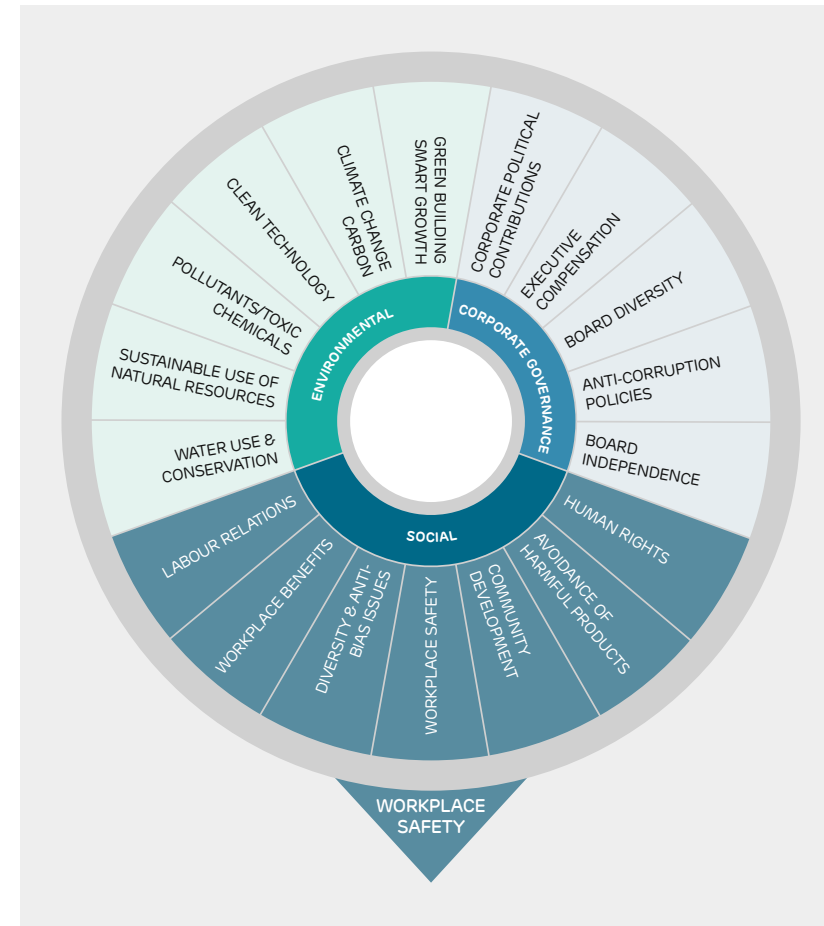 GREEN BUILDING
SMART GROWTH
CORPORATE POLITICAL
CONTRIBUTIONS
EXECUTIVE
COMPENSATION
BOARD DIVERSITY
ANTI-CORRUPTION
POLICIES
BOARD
INDEPENDENCE
HUMAN RIGHTS
AVOIDANCE OF
HARMFUL PRODUCTS
COMMUNITY
DEVELOPMENT
WORKPLACE SAFETY
DIVERSITY & ANTI-
BIAS ISSUES
WORKPLACE BENEFITS
LABOUR RELATIONS
WATER USE &
CONSERVATION
SUSTAINABLE USE OF
NATURAL RESOURCES
POLLUTANTS/TOXIC
CHEMICALS
CLEAN TECHNOLOGY
CLIMATE CHANGE
CARBON
ENVIRONMENTAL
CORPORATE GOVERNANCE
SOCIAL
WORKPLACE
SAFETY